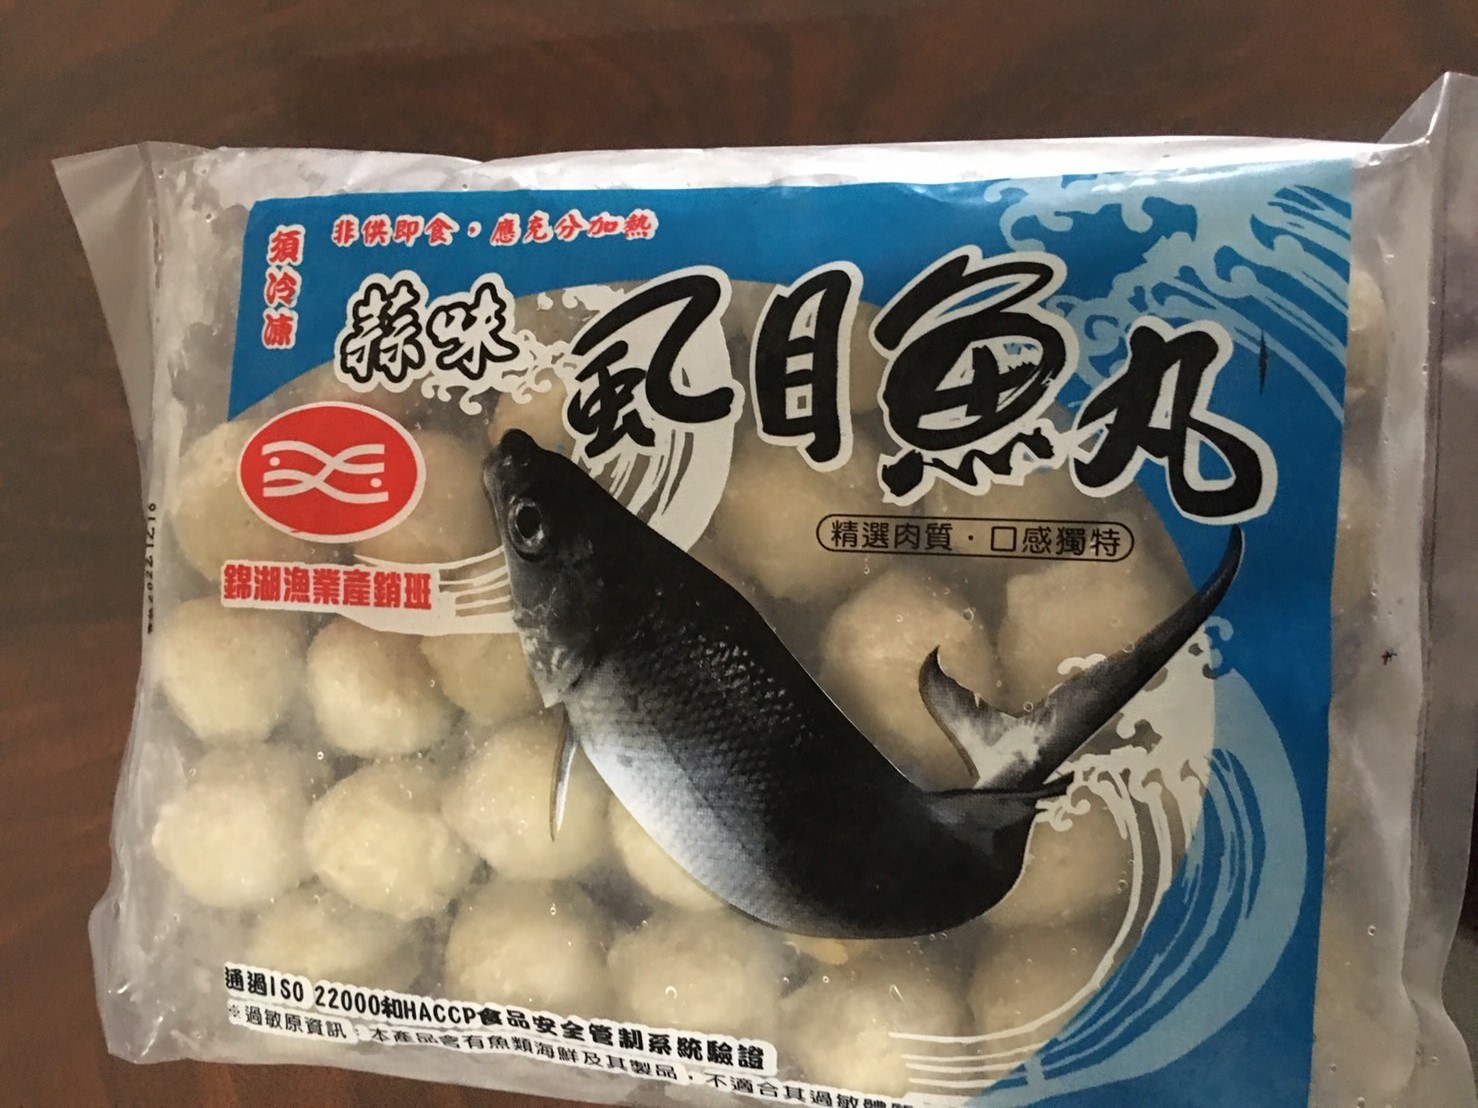 非供即食·應充分加熱
須冷凍
蒜味
虱目魚丸
精選肉質·口感獨特
錦湖漁業產銷班
通過ISO 22000和HACCP食品安全管制系統驗證
※過敏原資訊：本產品含有魚類海鮮及其製品，不適合其過敏體質